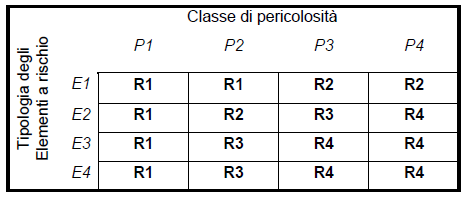 Classe di pericolosità
P1 P2 P3 P4
Tipologia degli
Elementi a rischio
E1 R1 R1 R2 R2
E2 R1 R2 R3 R4
E3 R1 R3 R4 R4
E4 R1 R3 R4 R4